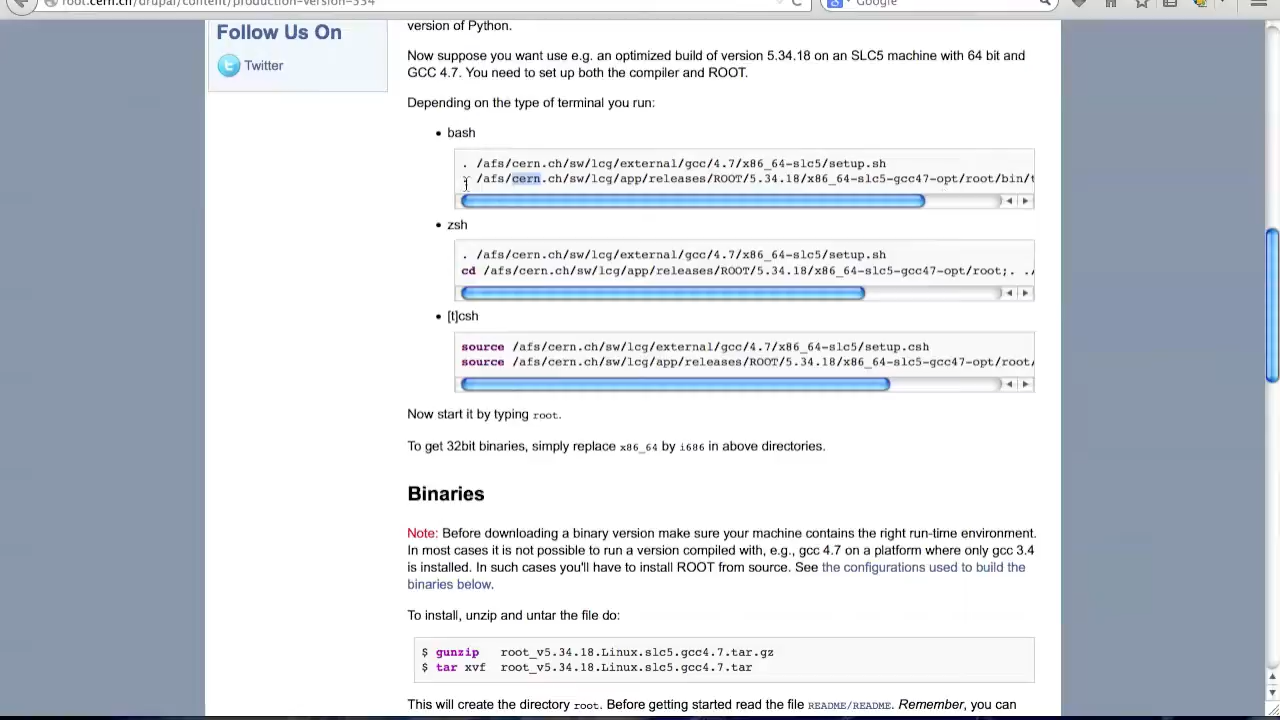 root.cern.ch/drupal/content/production-version-534
Google
Follow Us On
Twitter
version of Python.
Now suppose you want use e.g. an optimized build of version 5.34.18 on an SLC5 machine with 64 bit and
GCC 4.7. You need to set up both the compiler and ROOT.
Depending on the type of terminal you run:
• bash
. /afs/cern.ch/sw/lcg/external/gcc/4.7/x86_64-slc5/setup.sh
/afs/cern.ch/sw/lcg/app/releases/ROOT/5.34.18/x86_64-slc5-gcc47-opt/root/bin/t
• zsh
. /afs/cern.ch/sw/lcg/external/gcc/4.7/x86_64-slc5/setup.sh
cd /afs/cern.ch/sw/lcg/app/releases/ROOT/5.34.18/x86_64-slc5-gcc47-opt/root;. ./
• [t]csh
source /afs/cern.ch/sw/lcg/external/gcc/4.7/x86_64-slc5/setup.csh
source /afs/cern.ch/sw/lcg/app/releases/ROOT/5.34.18/x86_64-slc5-gcc47-opt/root/
Now start it by typing root.
To get 32bit binaries, simply replace x86_64 by i686 in above directories.
Binaries
Note: Before downloading a binary version make sure your machine contains the right run-time environment.
In most cases it is not possible to run a version compiled with, e.g., gcc 4.7 on a platform where only gcc 3.4
is installed. In such cases you'll have to install ROOT from source. See the configurations used to build the
binaries below.
To install, unzip and untar the file do:
$ gunzip root_v5.34.18.Linux.slc5.gcc4.7.tar.gz
$ tar xvf root_v5.34.18.Linux.slc5.gcc4.7.tar
This will create the directory root. Before getting started read the file README/README. Remember, you can